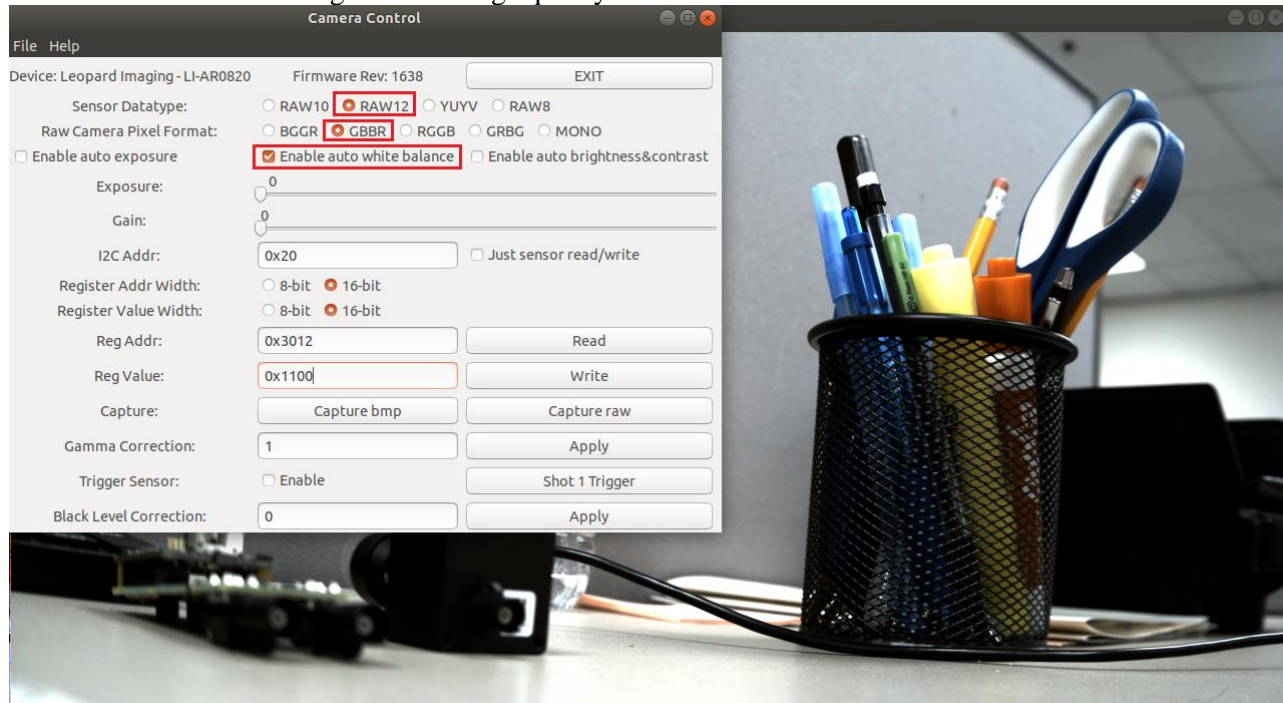 Camera Control
File Help
Device: Leopard Imaging - LI-AR0820 Firmware Rev: 1638 EXIT
Sensor Datatype: RAW10 RAW12 YUYV RAW8
Raw Camera Pixel Format: BGGR GBBR RGGB GRBG MONO
Enable auto exposure Enable auto white balance Enable auto brightness&contrast
Exposure: 0
Gain: 0
I2C Addr: 0x20 Just sensor read/write
Register Addr Width: 8-bit 16-bit
Register Value Width: 8-bit 16-bit
Reg Addr: 0x3012 Read
Reg Value: 0x1100 Write
Capture: Capture bmp Capture raw
Gamma Correction: 1 Apply
Trigger Sensor: Enable Shot 1 Trigger
Black Level Correction: 0 Apply